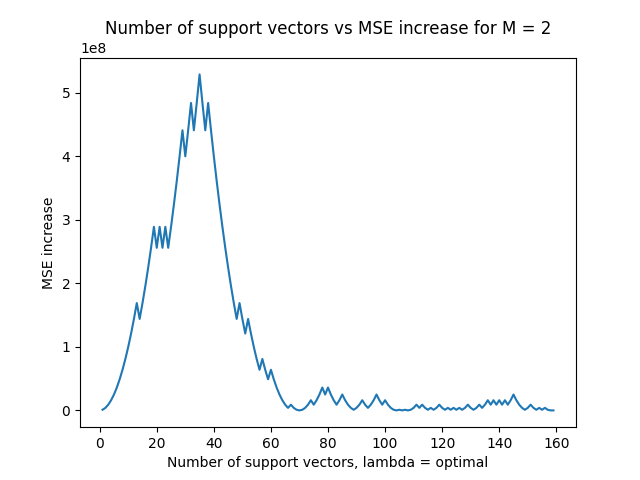 Number of support vectors vs MSE increase for M = 2
1e8
5
4
3
2
1
0
MSE increase
0 20 40 60 80 100 120 140 160
Number of support vectors, lambda = optimal